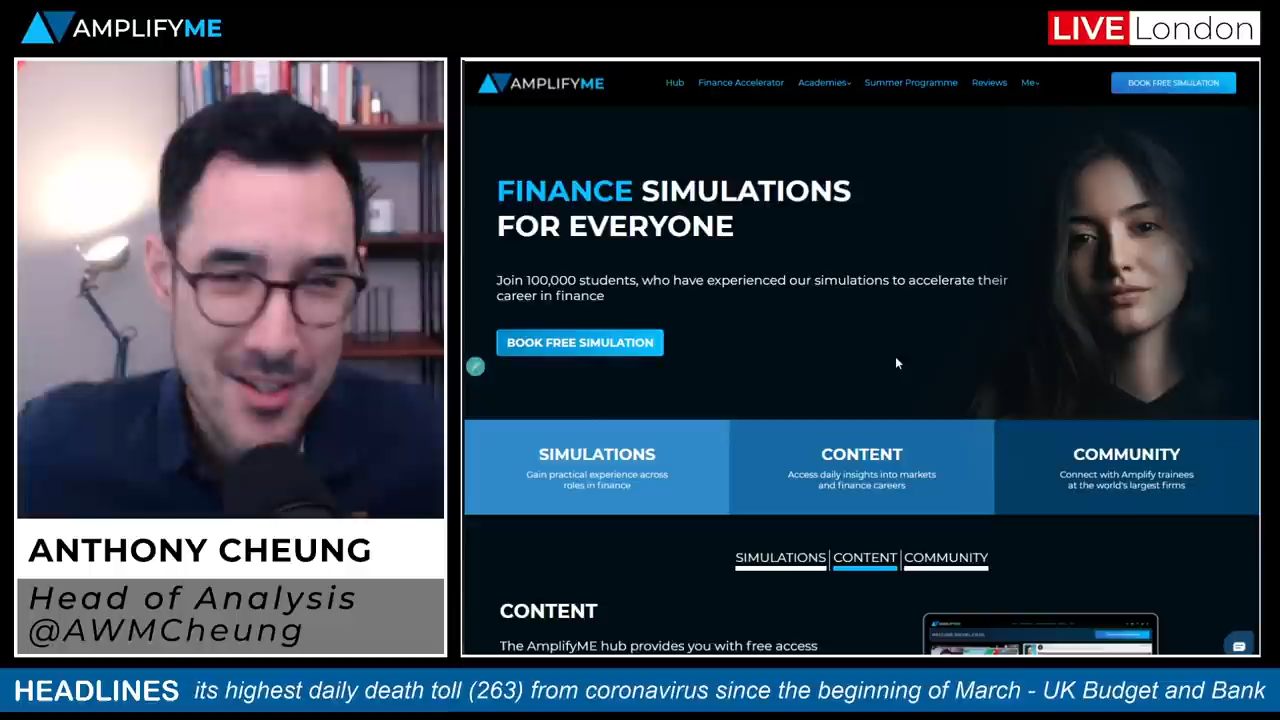 AMPLIFYME
LIVE London
AMPLIFYME
Hub Finance Accelerator Academies Summer Programme Reviews Me
BOOK FREE SIMULATION
FINANCE SIMULATIONS
FOR EVERYONE
Join 100,000 students, who have experienced our simulations to accelerate their
career in finance
BOOK FREE SIMULATION
SIMULATIONS
Gain practical experience across
roles in finance
CONTENT
Access daily insights into markets
and finance careers
COMMUNITY
Connect with Amplify trainees
at the world's largest firms
SIMULATIONS CONTENT COMMUNITY
CONTENT
The AmplifyME hub provides you with free access
ANTHONY CHEUNG
Head of Analysis
@AWMCheung
HEADLINES its highest daily death toll (263) from coronavirus since the beginning of March - UK Budget and Bank